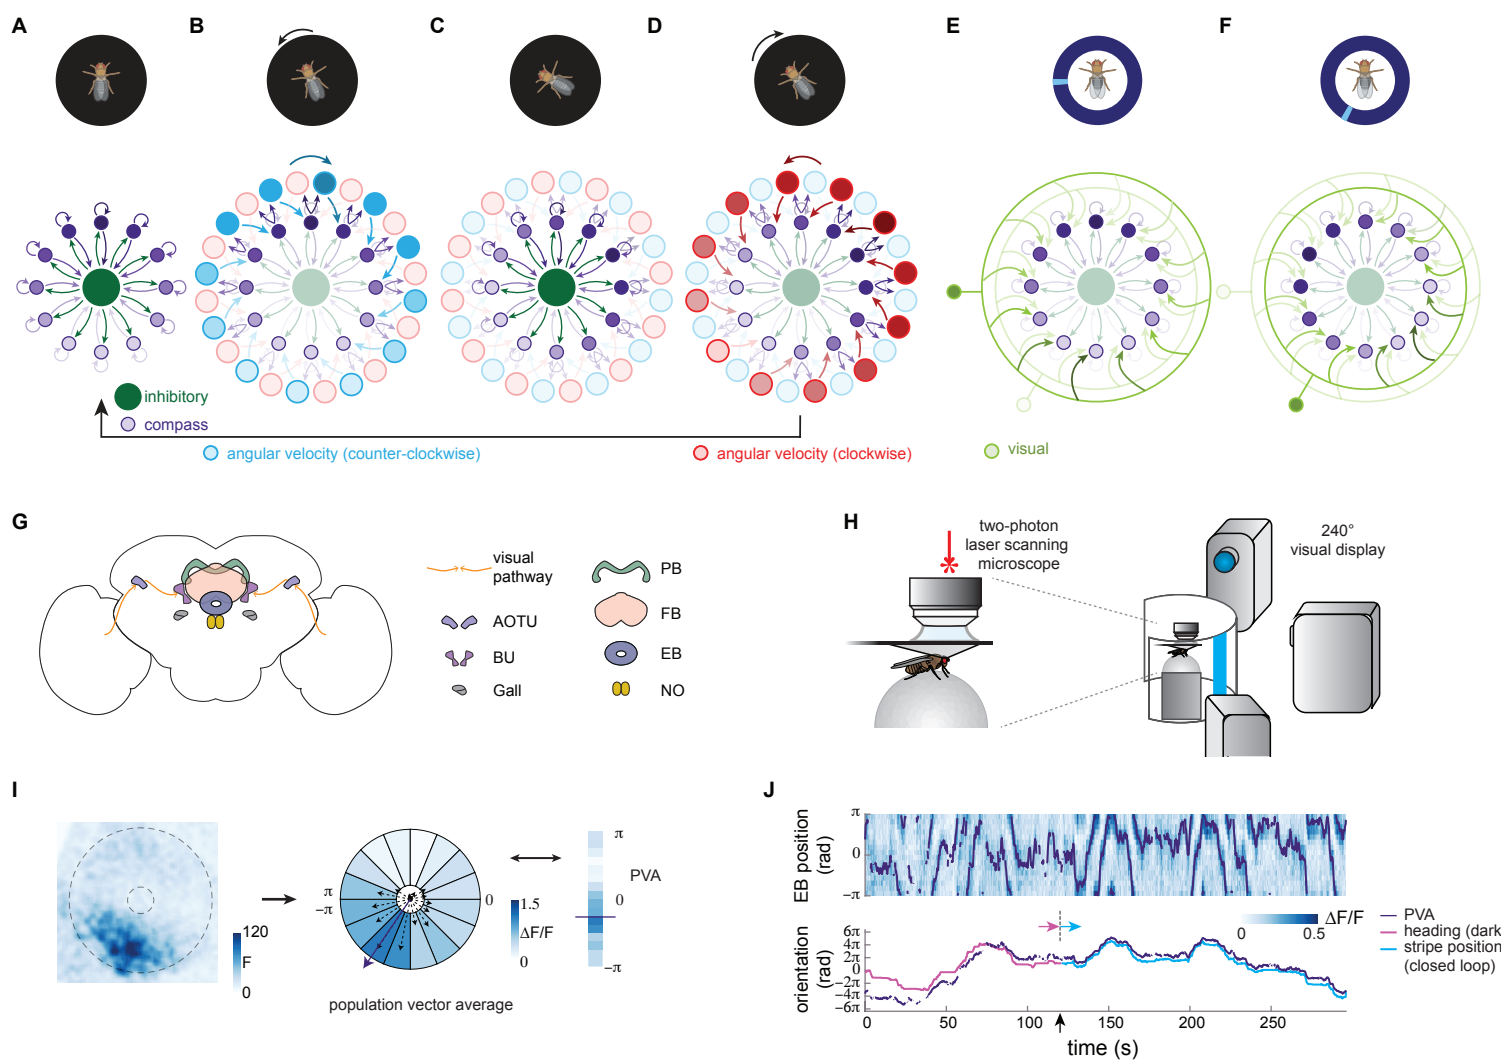 A
B
C
D
E
F
inhibitory
compass
angular velocity (counter-clockwise)
angular velocity (clockwise)
visual
G
visual
pathway
AOTU
BU
Gall
PB
FB
EB
NO
H
two-photon
laser scanning
microscope
240°
visual display
I
120
F
0
π
-π
0
1.5
ΔF/F
0
population vector average
π
PVA
0
-π
J
EB position
(rad)
π
0
-π
ΔF/F
0
0.5
orientation
(rad)
6π
4π
2π
0
-2π
-4π
-6π
0
50
100
150
200
250
time (s)
PVA
heading (dark
stripe position
(closed loop)